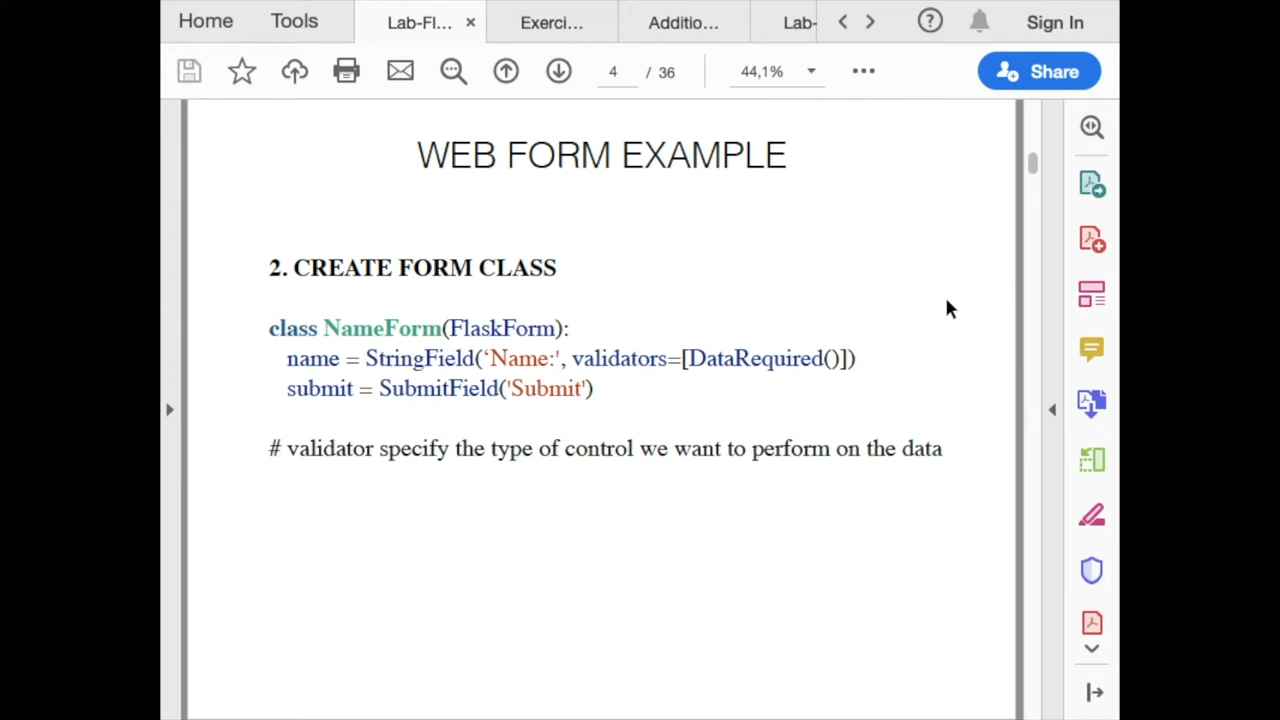 Home Tools Lab-Fl... × Exerci... Additio... Lab- Sign In
4 / 36 44,1% Share
WEB FORM EXAMPLE
2. CREATE FORM CLASS
class NameForm(FlaskForm):
name = StringField(‘Name:', validators=[DataRequired()])
submit = SubmitField('Submit')
# validator specify the type of control we want to perform on the data